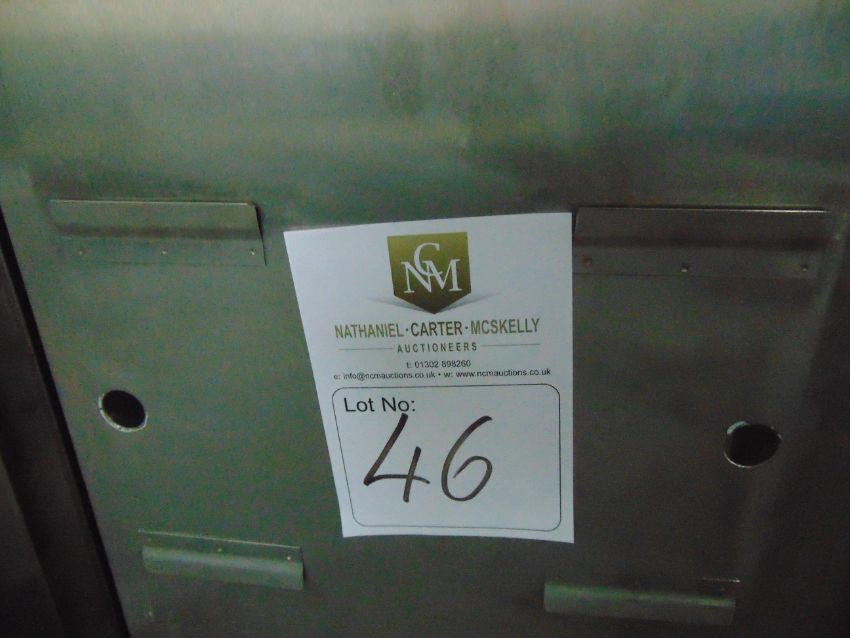 NCM
NATHANIEL · CARTER · MCSKELLY
AUCTIONEERS
t: 01302 898260
e: info@ncmauctions.co.uk • w: www.ncmauctions.co.uk
Lot No:
46